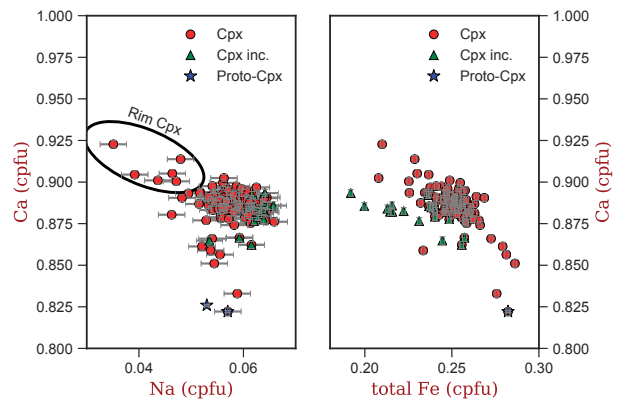 1.000
0.975
0.950
0.925
0.900
0.875
0.850
0.825
0.800
Ca (cpfu)
0.04
0.06
Na (cpfu)
Cpx
Cpx inc.
Proto-Cpx
Rim Cpx
Cpx
Cpx inc.
Proto-Cpx
0.20
0.25
0.30
total Fe (cpfu)
1.000
0.975
0.950
0.925
0.900
0.875
0.850
0.825
0.800
Ca (cpfu)